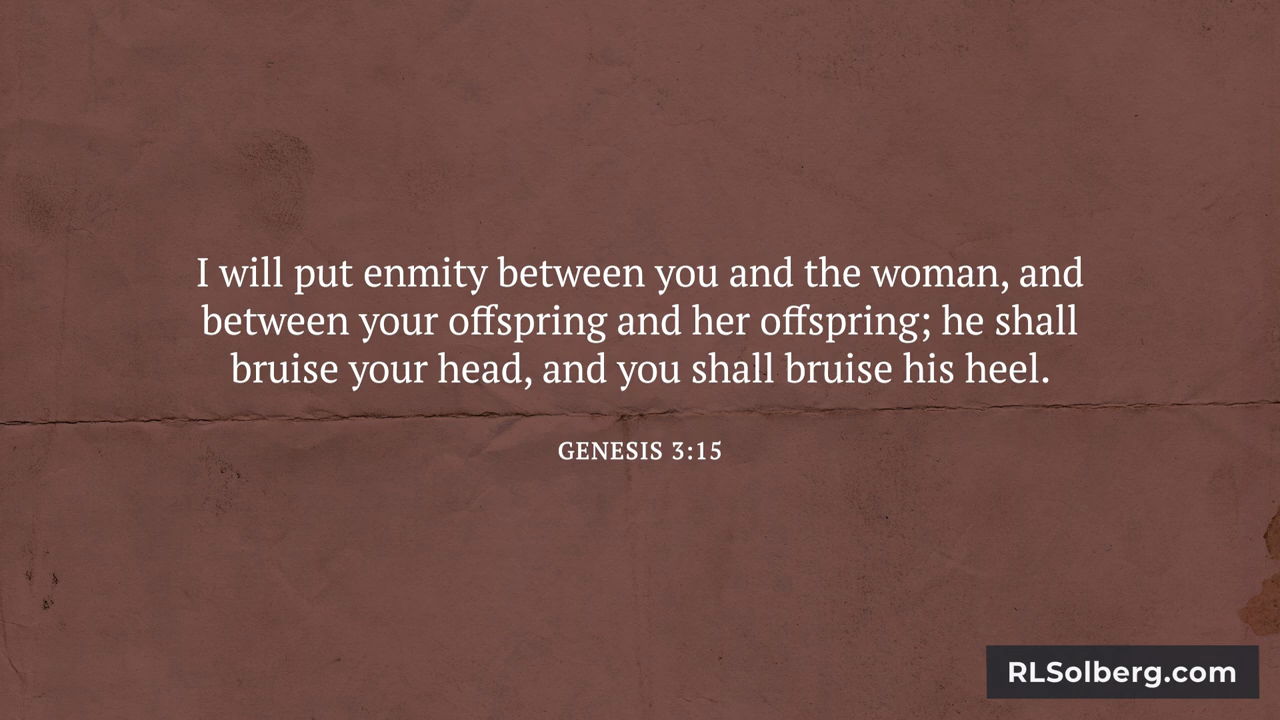 I will put enmity between you and the woman, and
between your offspring and her offspring; he shall
bruise your head, and you shall bruise his heel.
GENESIS 3:15
RLSolberg.com